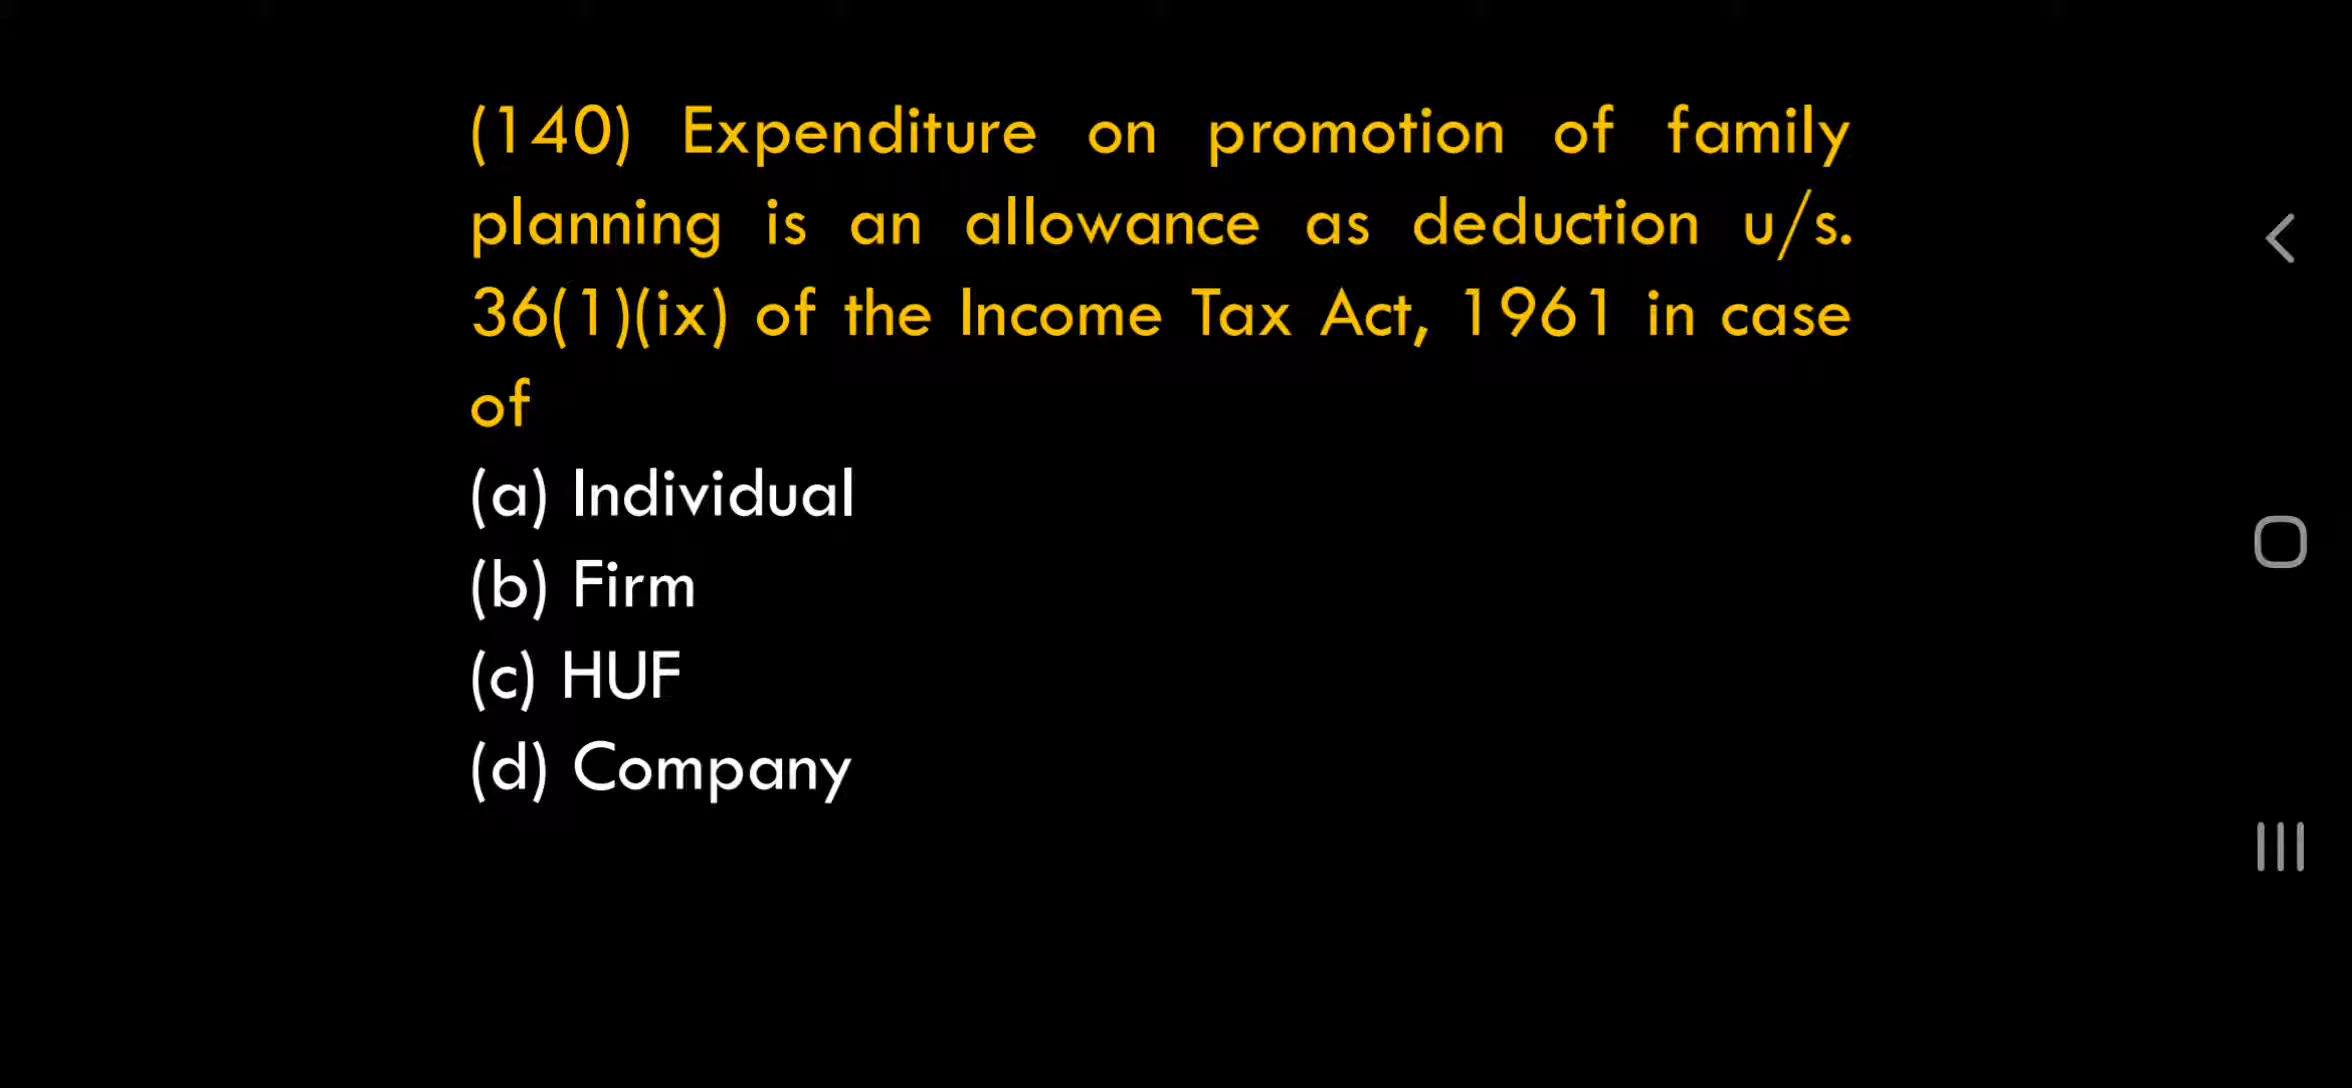 (140) Expenditure on promotion of family
planning is an allowance as deduction u/s.
36(1)(ix) of the Income Tax Act, 1961 in case
of
(a) Individual
(b) Firm
(c) HUF
(d) Company